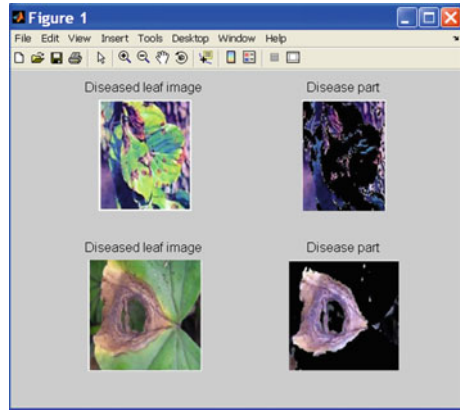 Figure 1
File Edit View Insert Tools Desktop Window Help
Diseased leaf image Disease part
Diseased leaf image Disease part